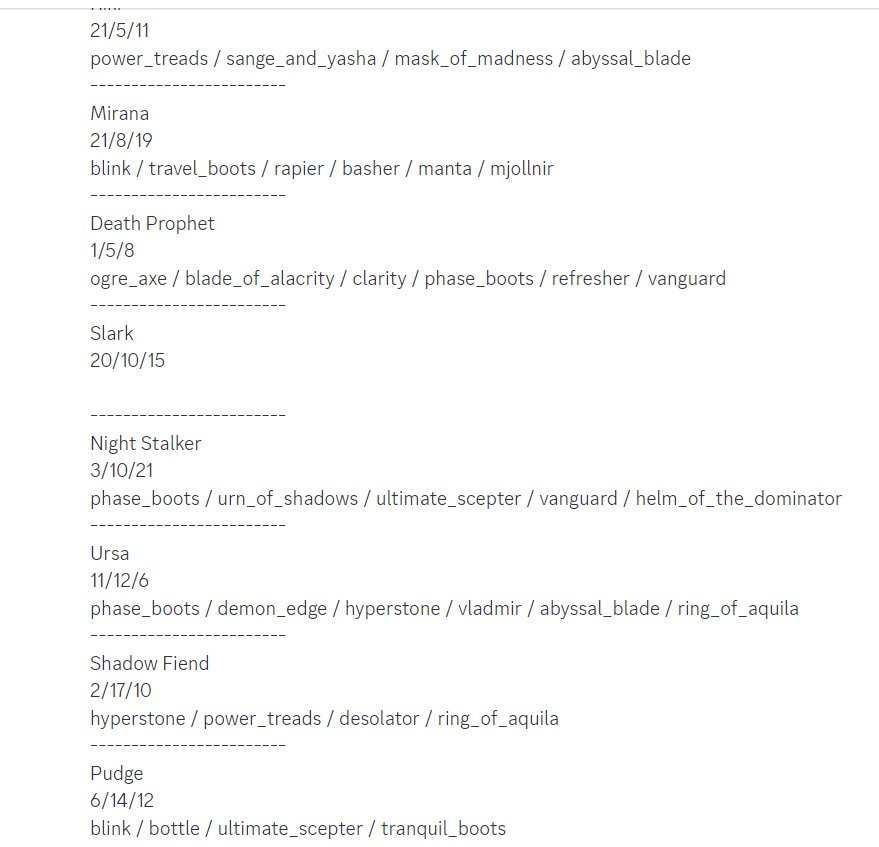 21/5/11
power_treads / sange_and_yasha / mask_of_madness / abyssal_blade
------------------------
Mirana
21/8/19
blink / travel_boots / rapier / basher / manta / mjollnir
------------------------
Death Prophet
1/5/8
ogre_axe / blade_of_alacrity / clarity / phase_boots / refresher / vanguard
------------------------
Slark
20/10/15
------------------------
Night Stalker
3/10/21
phase_boots / urn_of_shadows / ultimate_scepter / vanguard / helm_of_the_dominator
------------------------
Ursa
11/12/6
phase_boots / demon_edge / hyperstone / vladmir / abyssal_blade / ring_of_aquila
------------------------
Shadow Fiend
2/17/10
hyperstone / power_treads / desolator / ring_of_aquila
------------------------
Pudge
6/14/12
blink / bottle / ultimate_scepter / tranquil_boots